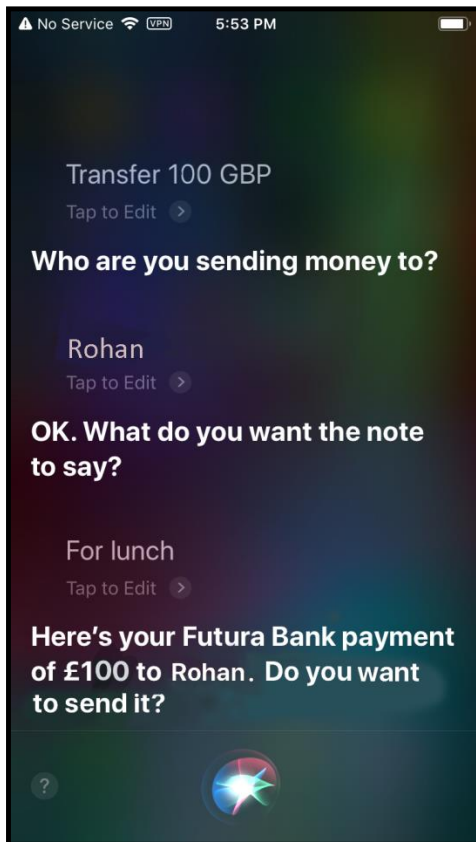 No Service VPN 5:53 PM
Transfer 100 GBP
Tap to Edit
Who are you sending money to?
Rohan
Tap to Edit
OK. What do you want the note
to say?
For lunch
Tap to Edit
Here's your Futura Bank payment
of £100 to Rohan. Do you want
to send it?
?